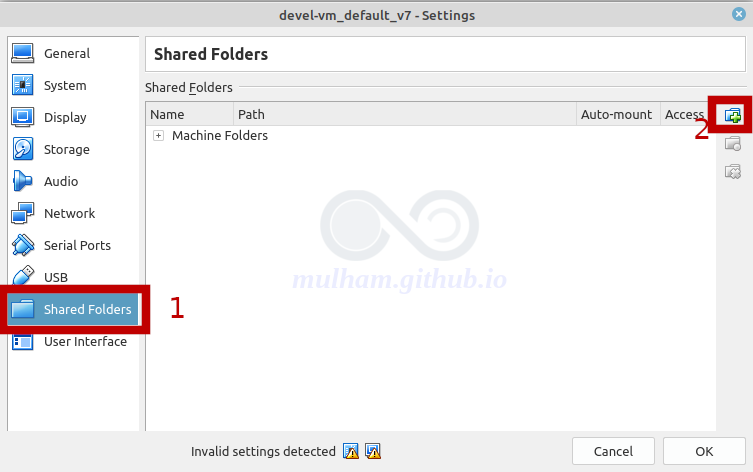 devel-vm_default_v7 - Settings
General
System
Display
Storage
Audio
Network
Serial Ports
USB
Shared Folders
User Interface
1
Shared Folders
Shared Folders
Name Path Auto-mount Access
2
Machine Folders
mulham.github.io
Invalid settings detected
Cancel OK